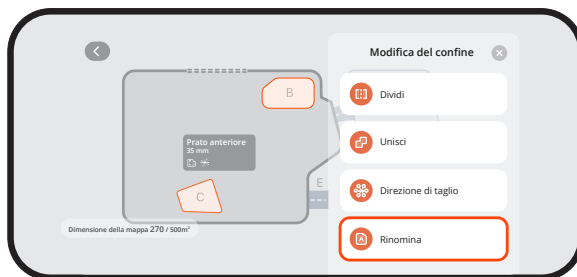 Modifica del confine
B
Dividi
Prato anteriore
35 mm
Unisci
E
Direzione di taglio
C
Dimensione della mappa 270 / 500m²
Rinomina
A